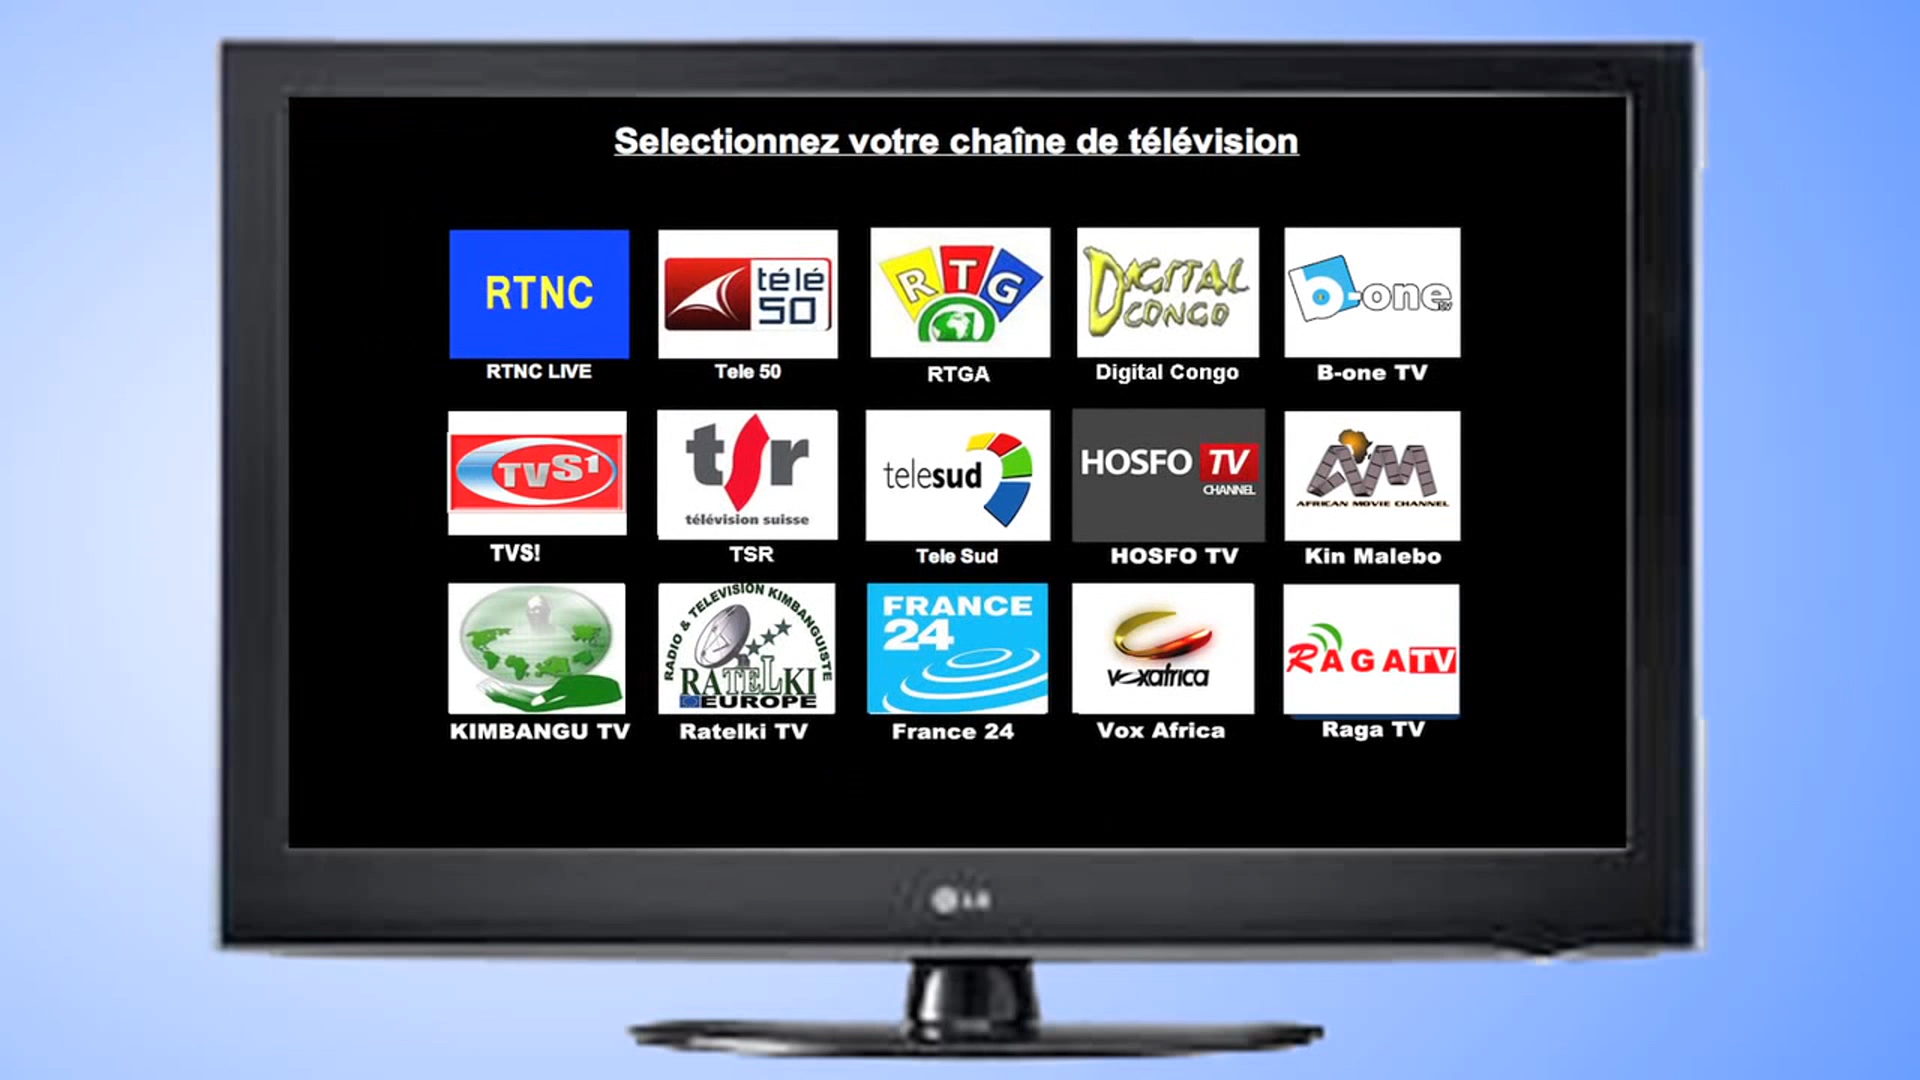 Selectionnez votre chaîne de télévision
RTNC
télé 50
RTG@
DIGITAL CONGO
b-one TV
RTNC LIVE
Tele 50
RTGA
Digital Congo
B-one TV
TVS1
tsr
télévision suisse
telesud
HOSFO TV
CHANNEL
AM
AFRICAN MOVIE CHANNEL
TVS!
TSR
Tele Sud
HOSFO TV
Kin Malebo
RADIO & TELEVISION KIMBANGUISTE
RATELKI
EUROPE
FRANCE
24
voxafrica
RAGATV
KIMBANGU TV
Ratelki TV
France 24
Vox Africa
Raga TV
LG